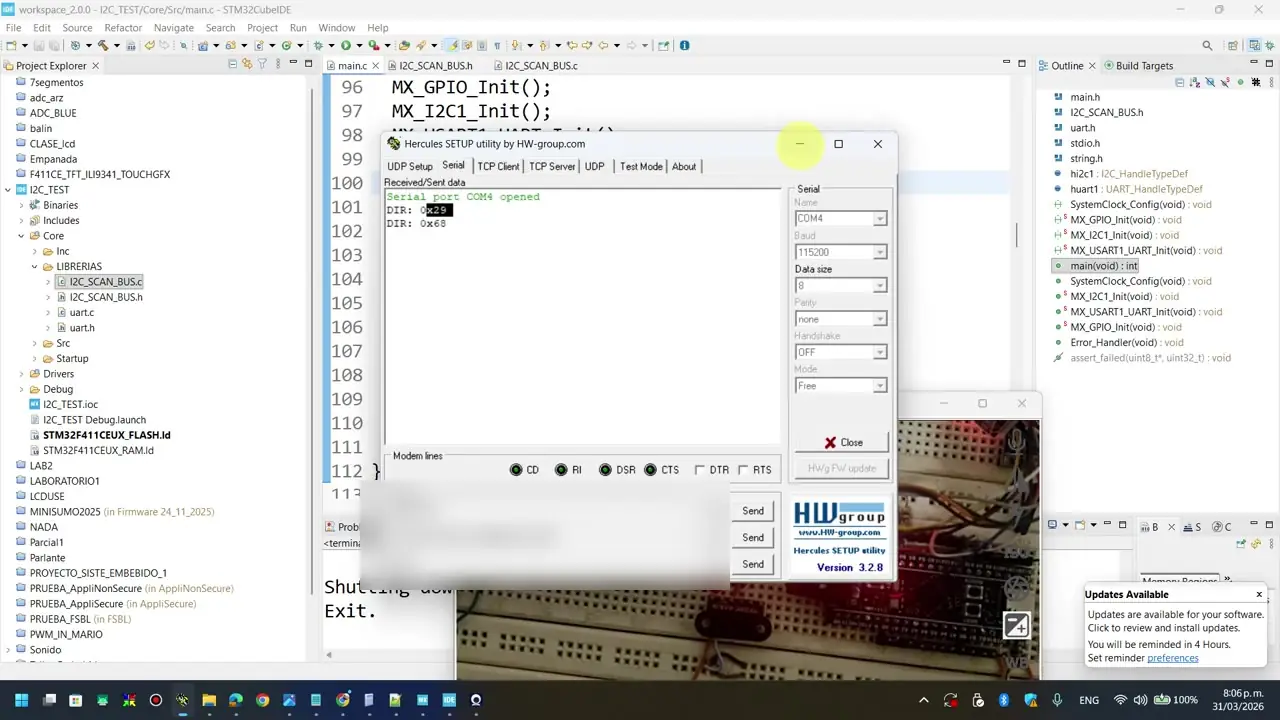 workspace_2.0.0 - I2C_TEST/Core/Src/main.c - STM32CubeIDE
File Edit Source Refactor Navigate Search Project Run Window Help
Project Explorer
7segmentos
adc_arz
ADC_BLUE
balin
CLASE_lcd
Empanada
F411CE_TFT_ILI9341_TOUCHGFX
I2C_TEST
Binaries
Includes
Core
Inc
LIBRERIAS
I2C_SCAN_BUS.c
I2C_SCAN_BUS.h
uart.c
uart.h
Src
Startup
Drivers
Debug
I2C_TEST.ioc
I2C_TEST Debug.launch
STM32F411CEUX_FLASH.ld
STM32F411CEUX_RAM.ld
LAB2
LABORATORIO1
LCDUSE
MINISUMO2025 (in Firmware 24_11_2025)
NADA
Parcial1
Parlante
PROYECTO_SISTE_EMBEBIDO_1
PRUEBA_AppliNonSecure (in AppliNonSecure)
PRUEBA_AppliSecure (in AppliSecure)
PRUEBA_FSBL (in FSBL)
PWM_IN_MARIO
Sonido
main.c I2C_SCAN_BUS.h I2C_SCAN_BUS.c
96 MX_GPIO_Init();
97 MX_I2C1_Init();
98 MX_USART1_UART_Init()
99
100
101
102
103
104
105
106
107
108
109
110
111
112 }
113
Hercules SETUP utility by HW-group.com
UDP Setup Serial TCP Client TCP Server UDP Test Mode About
Received/Sent data
Serial port COM4 opened
DIR: 0x29
DIR: 0x68
Serial
Name
COM4
Baud
115200
Data size
8
Parity
none
Handshake
OFF
Mode
Free
Close
HWg FW update
Modem lines
CD RI DSR CTS DTR RTS
Send
Send
Send
HWgroup
www.HW-group.com
Hercules SETUP utility
Version 3.2.8
<termin
Exit.
Outline Build Targets
main.h
I2C_SCAN_BUS.h
uart.h
stdio.h
string.h
hi2c1 : I2C_HandleTypeDef
huart1 : UART_HandleTypeDef
SystemClock_Config(void) : void
MX_GPIO_Init(void) : void
MX_I2C1_Init(void) : void
MX_USART1_UART_Init(void) : void
main(void) : int
SystemClock_Config(void) : void
MX_I2C1_Init(void) : void
MX_USART1_UART_Init(void) : void
MX_GPIO_Init(void) : void
Error_Handler(void) : void
assert_failed(uint8_t*, uint32_t) : void
B S C
Memory Regions
Updates Available
Updates are available for your software.
Click to review and install updates.
You will be reminded in 4 Hours.
Set reminder preferences
ENG
100%
8:06 p.m.
31/03/2026